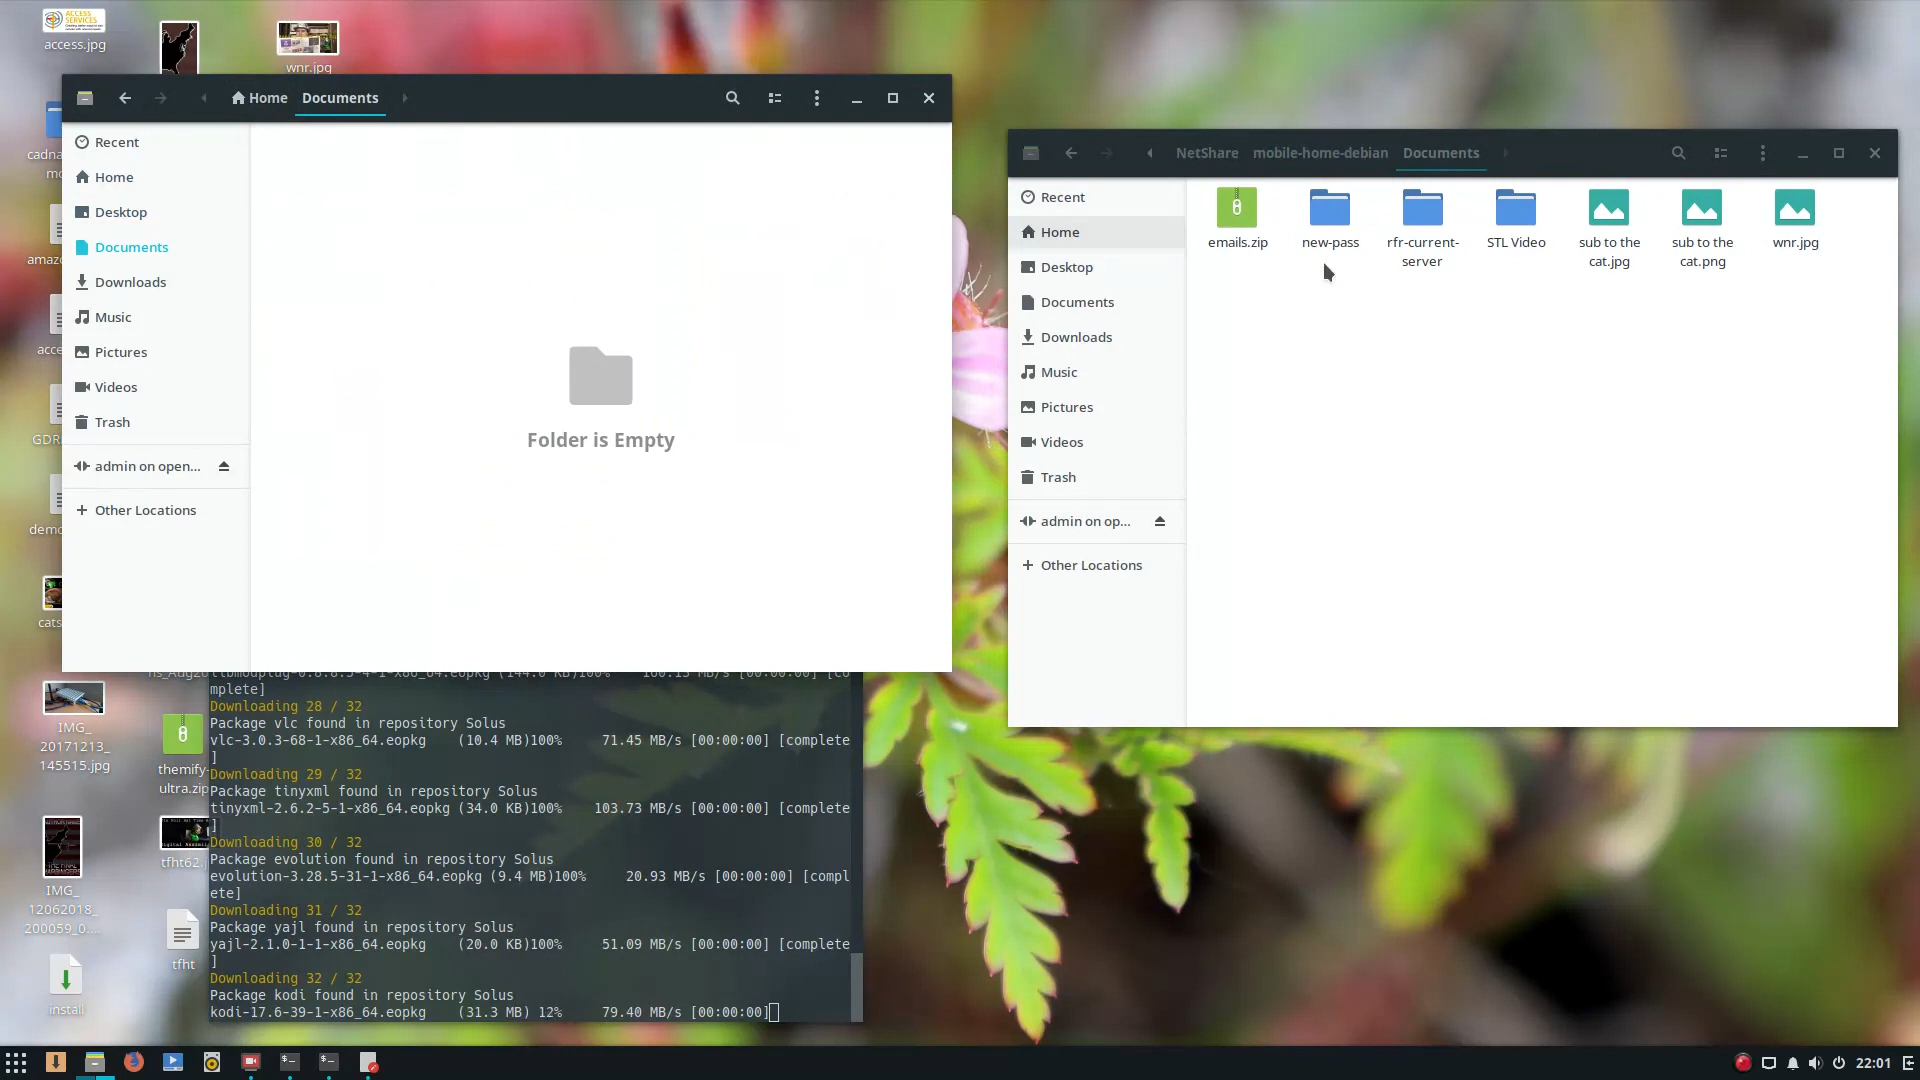 ACCESS
SERVICES
access.jpg
wnr.jpg
Home
Documents
Recent
Home
Desktop
Documents
Downloads
Music
Pictures
Videos
Trash
admin on open...
Other Locations
Folder is Empty
NetShare
mobile-home-debian
Documents
Recent
Home
Desktop
Documents
Downloads
Music
Pictures
Videos
Trash
admin on op...
Other Locations
emails.zip
new-pass
rfr-current-
server
STL Video
sub to the
cat.jpg
sub to the
cat.png
wnr.jpg
cadna
mo
amazo
acce
GDR
demo
cats
IMG_
20171213_
145515.jpg
themify-
ultra.zip
IMG_
12062018_
200059_0....
tfht62.j
tfht
install
mplete]
Downloading 28 / 32
Package vlc found in repository Solus
vlc-3.0.3-68-1-x86_64.eopkg (10.4 MB)100% 71.45 MB/s [00:00:00] [complete
]
Downloading 29 / 32
Package tinyxml found in repository Solus
tinyxml-2.6.2-5-1-x86_64.eopkg (34.0 KB)100% 103.73 MB/s [00:00:00] [complete
]
Downloading 30 / 32
Package evolution found in repository Solus
evolution-3.28.5-31-1-x86_64.eopkg (9.4 MB)100% 20.93 MB/s [00:00:00] [compl
ete]
Downloading 31 / 32
Package yajl found in repository Solus
yajl-2.1.0-1-1-x86_64.eopkg (20.0 KB)100% 51.09 MB/s [00:00:00] [complete
]
Downloading 32 / 32
Package kodi found in repository Solus
kodi-17.6-39-1-x86_64.eopkg (31.3 MB) 12% 79.40 MB/s [00:00:00]
22:01